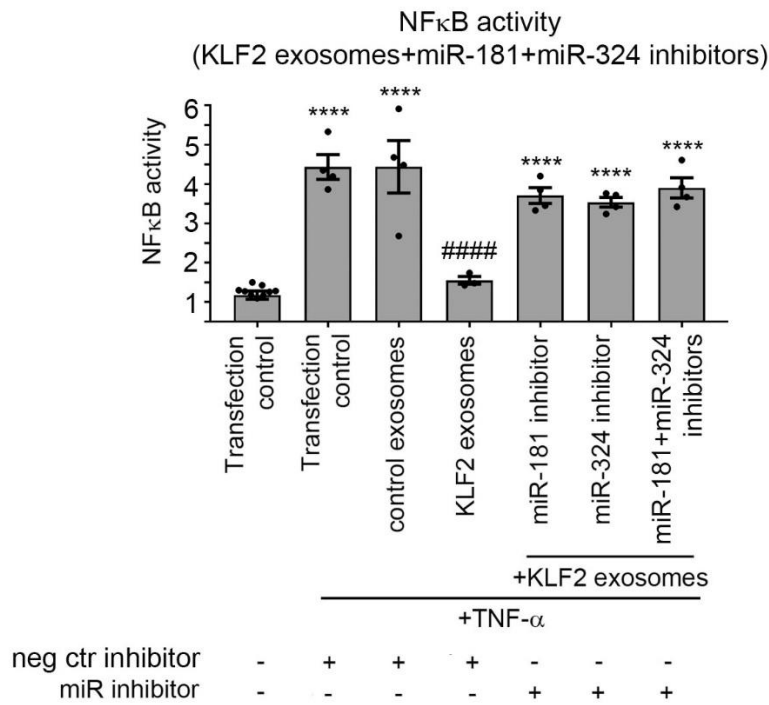 NFκB activity
(KLF2 exosomes+miR-181+miR-324 inhibitors)
NFκB activity
6
5
4
3
2
1
****
****
####
****
****
****
Transfection
control
Transfection
control
control exosomes
KLF2 exosomes
miR-181 inhibitor
miR-324 inhibitor
miR-181+miR-324
inhibitors
+KLF2 exosomes
+TNF-α
neg ctr inhibitor - + + + - - -
miR inhibitor - - - - + + +